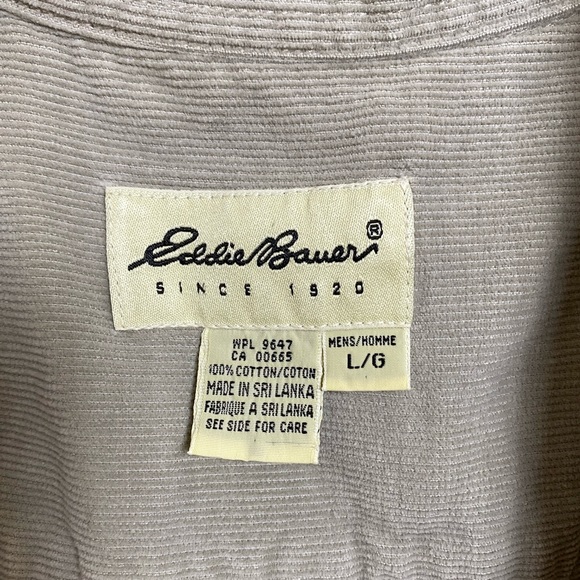 Eddie Bauer®
SINCE 1920
WPL 9647
CA 00665
100% COTTON/COTON
MADE IN SRI LANKA
FABRIQUE A SRI LANKA
SEE SIDE FOR CARE
MENS/HOMME
L/G